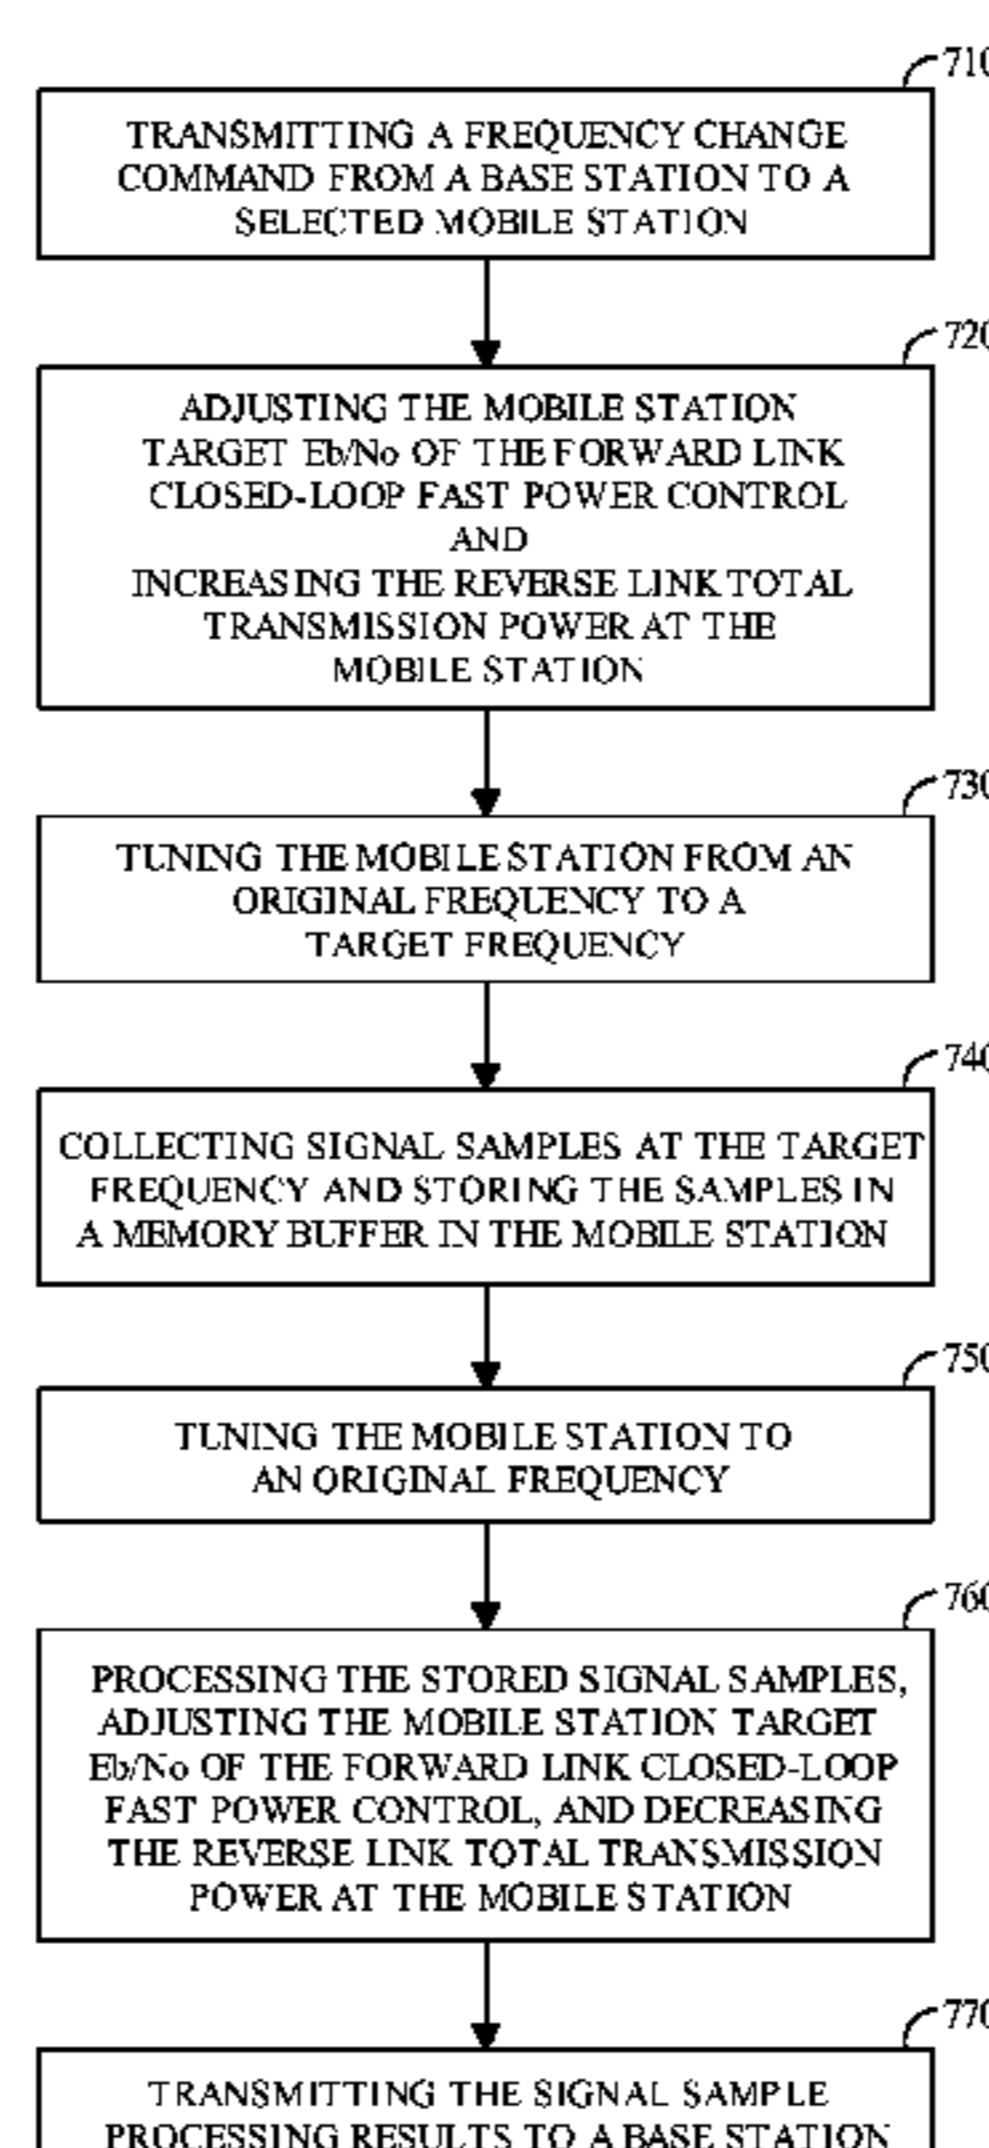 710
TRANSMITTING A FREQUENCY CHANGE
COMMAND FROM A BASE STATION TO A
SELECTED MOBILE STATION
720
ADJUSTING THE MOBILE STATION
TARGET Eb/No OF THE FORWARD LINK
CLOSED-LOOP FAST POWER CONTROL
AND
INCREASING THE REVERSE LINK TOTAL
TRANSMISSION POWER AT THE
MOBILE STATION
730
TUNING THE MOBILE STATION FROM AN
ORIGINAL FREQUENCY TO A
TARGET FREQUENCY
740
COLLECTING SIGNAL SAMPLES AT THE TARGET
FREQUENCY AND STORING THE SAMPLES IN
A MEMORY BUFFER IN THE MOBILE STATION
750
TUNING THE MOBILE STATION TO
AN ORIGINAL FREQUENCY
760
PROCESSING THE STORED SIGNAL SAMPLES,
ADJUSTING THE MOBILE STATION TARGET
Eb/No OF THE FORWARD LINK CLOSED-LOOP
FAST POWER CONTROL, AND DECREASING
THE REVERSE LINK TOTAL TRANSMISSION
POWER AT THE MOBILE STATION
770
TRANSMITTING THE SIGNAL SAMPLE
PROCESSING RESULTS TO A BASE STATION